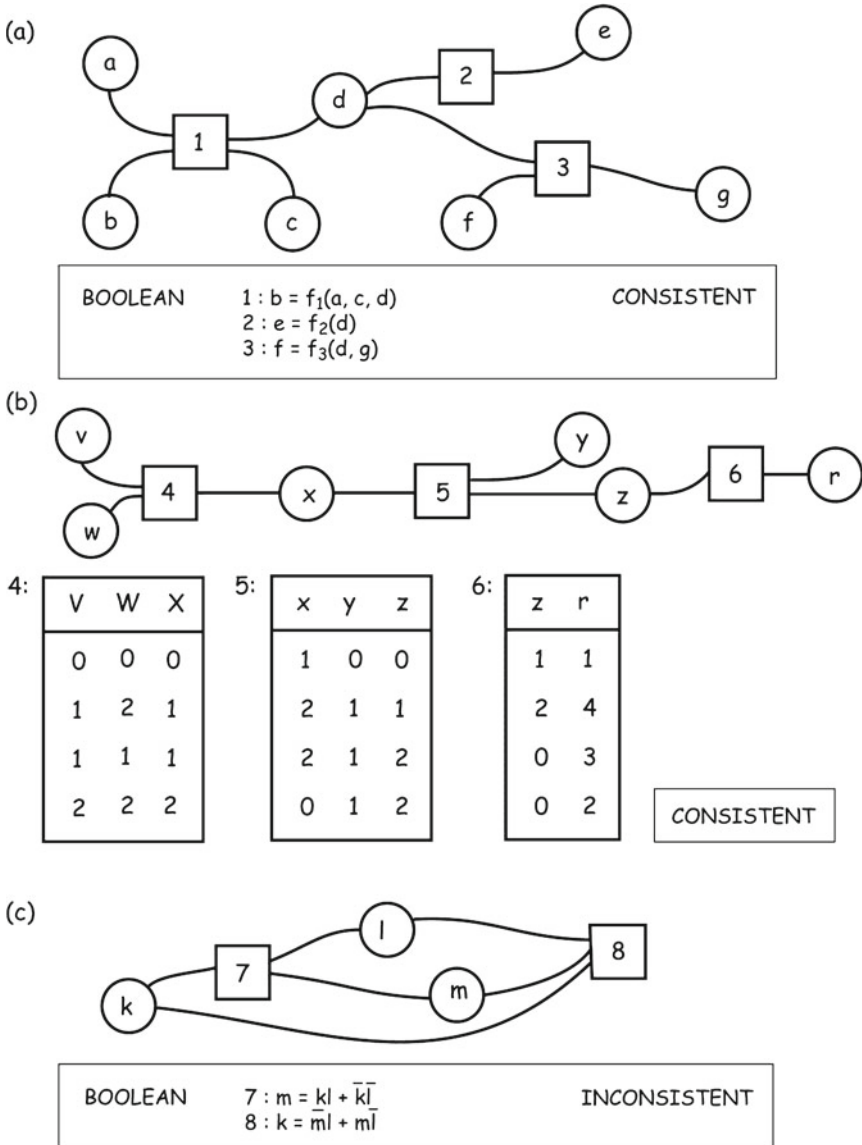 (a)
a
e
2
d
1
3
g
b
c
f
BOOLEAN 1 : b = f₁(a, c, d) CONSISTENT
2 : e = f₂(d)
3 : f = f₃(d, g)
(b)
v
y
4
x
5
z
6
r
w
4: V W X
0 0 0
1 2 1
1 1 1
2 2 2
5: x y z
1 0 0
2 1 1
2 1 2
0 1 2
6: z r
1 1
2 4
0 3
0 2
CONSISTENT
(c)
l
8
7
m
k
BOOLEAN 7 : m = kl + k̄l̄ INCONSISTENT
8 : k = m̄l + ml̄